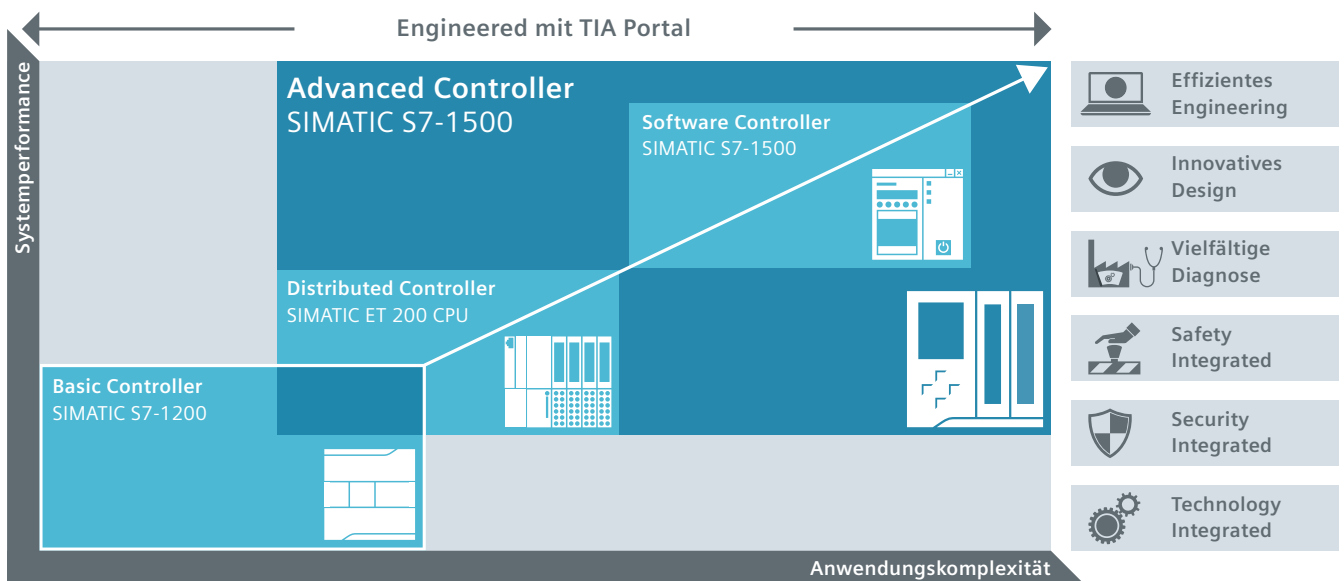 Engineered mit TIA Portal
Systemperformance
Advanced Controller
SIMATIC S7-1500
Software Controller
SIMATIC S7-1500
Distributed Controller
SIMATIC ET 200 CPU
Basic Controller
SIMATIC S7-1200
Anwendungskomplexität
Effizientes
Engineering
Innovatives
Design
Vielfältige
Diagnose
Safety
Integrated
Security
Integrated
Technology
Integrated